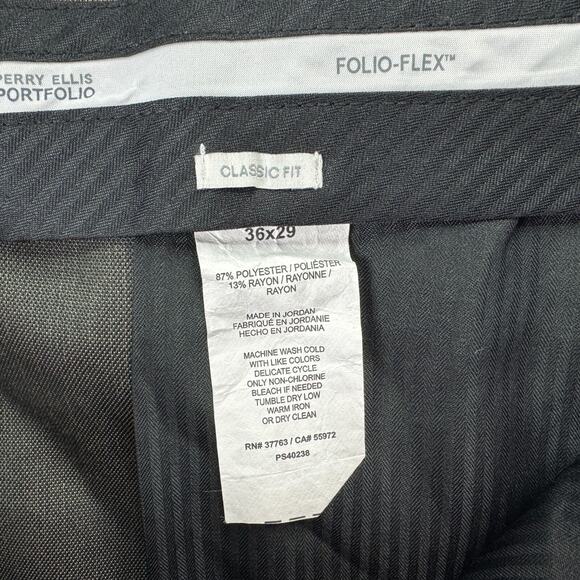 PERRY ELLIS
PORTFOLIO
FOLIO-FLEX™
CLASSIC FIT
36x29
87% POLYESTER / POLIÉSTER
13% RAYON / RAYONNE /
RAYON
MADE IN JORDAN
FABRIQUÉ EN JORDANIE
HECHO EN JORDANIA
MACHINE WASH COLD
WITH LIKE COLORS
DELICATE CYCLE
ONLY NON-CHLORINE
BLEACH IF NEEDED
TUMBLE DRY LOW
WARM IRON
OR DRY CLEAN
RN# 37763 / CA# 55972
PS40238